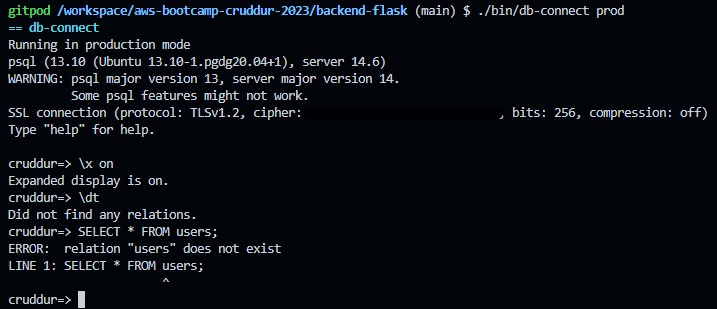 gitpod /workspace/aws-bootcamp-cruddur-2023/backend-flask (main) $ ./bin/db-connect prod
== db-connect
Running in production mode
psql (13.10 (Ubuntu 13.10-1.pgdg20.04+1), server 14.6)
WARNING: psql major version 13, server major version 14.
         Some psql features might not work.
SSL connection (protocol: TLSv1.2, cipher: , bits: 256, compression: off)
Type "help" for help.

cruddur=> \x on
Expanded display is on.
cruddur=> \dt
Did not find any relations.
cruddur=> SELECT * FROM users;
ERROR:  relation "users" does not exist
LINE 1: SELECT * FROM users;
                      ^
cruddur=>